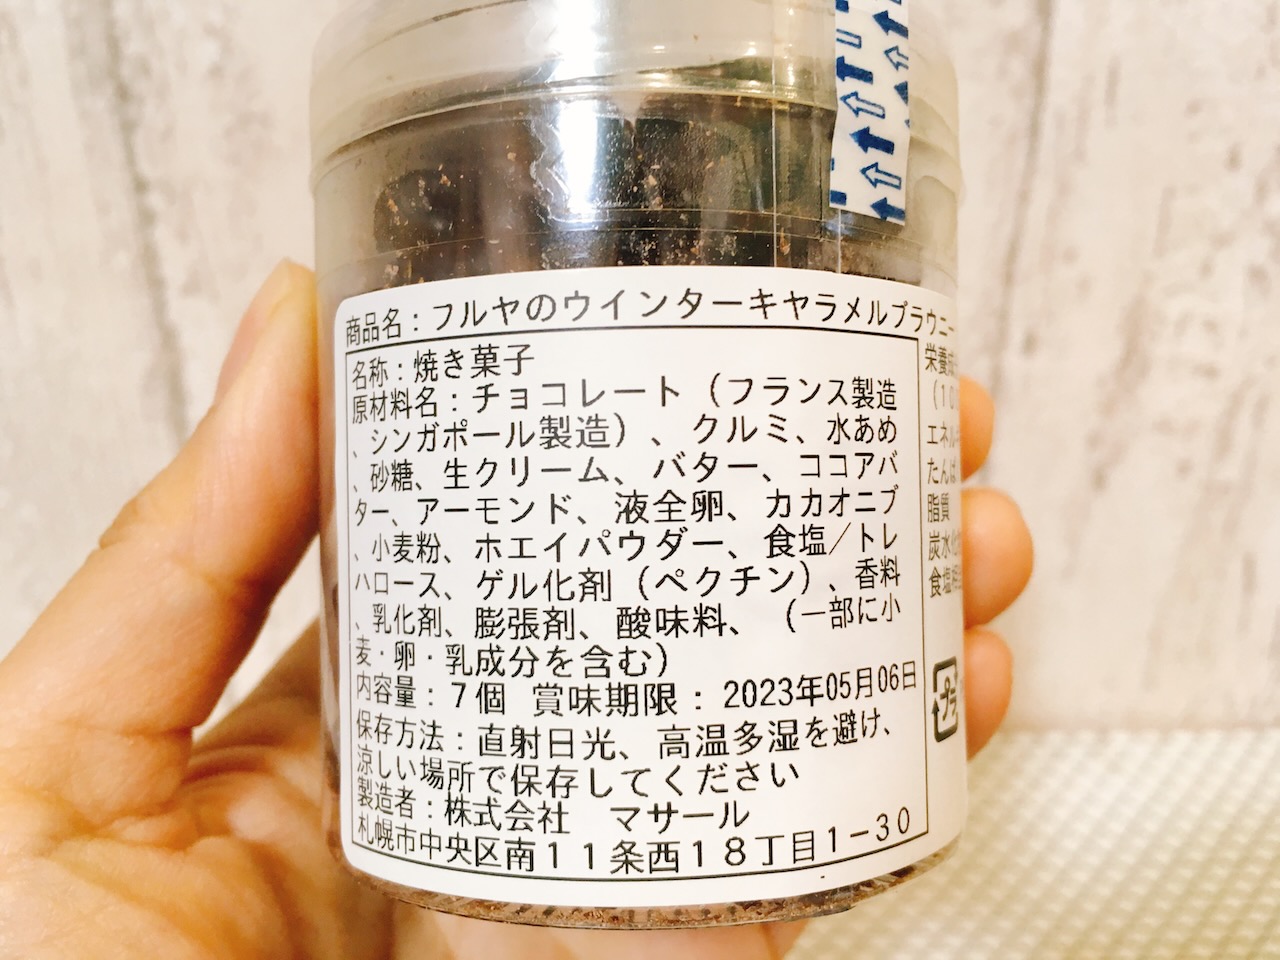 商品名：フルヤのウインターキヤラメルブラウニー
名称：焼き菓子
原材料名：チョコレート（フランス製造
、シンガポール製造）、クルミ、水あめ
、砂糖、生クリーム、バター、ココアバ
ター、アーモンド、液全卵、カカオニブ
、小麦粉、ホエイパウダー、食塩／トレ
ハロース、ゲル化剤（ペクチン）、香料
、乳化剤、膨張剤、酸味料、（一部に小
麦・卵・乳成分を含む）
内容量：７個 賞味期限：2023年05月06日
保存方法：直射日光、高温多湿を避け、
涼しい場所で保存してください
製造者：株式会社　マサール
札幌市中央区南１１条西１８丁目１－３０
栄養成
（１０
エネル
たんぱ
脂質
炭水化
食塩相
プラ